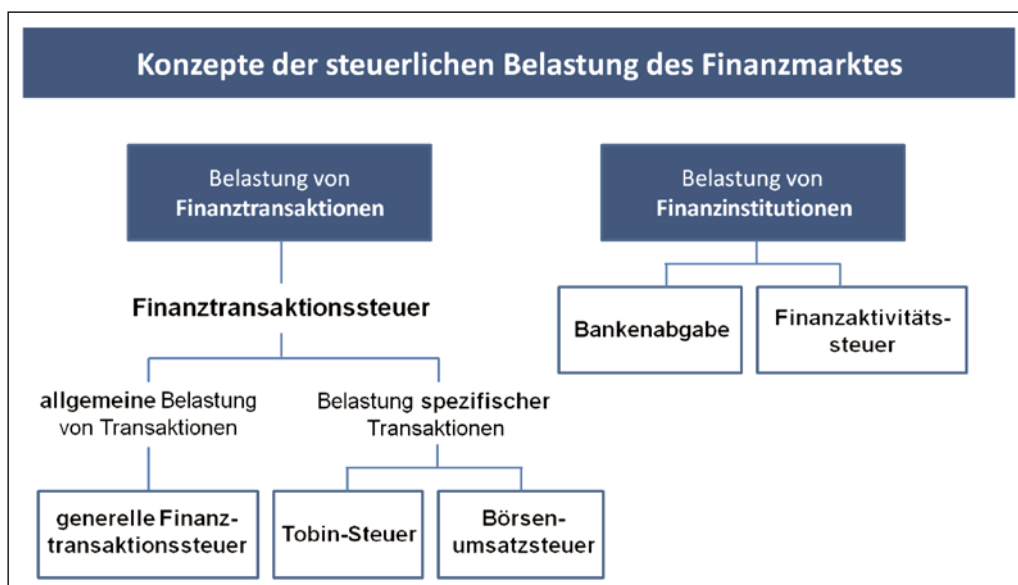 Konzepte der steuerlichen Belastung des Finanzmarktes
Belastung von
Finanztransaktionen
Belastung von
Finanzinstitutionen
Finanztransaktionssteuer
Bankenabgabe
Finanzaktivitäts-
steuer
allgemeine Belastung
von Transaktionen
Belastung spezifischer
Transaktionen
generelle Finanz-
transaktionssteuer
Tobin-Steuer
Börsen-
umsatzsteuer